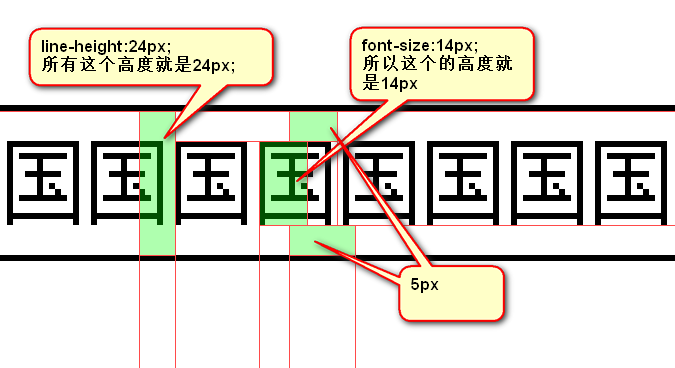 line-height:24px;
所有这个高度就是24px;
font-size:14px;
所以这个的高度就
是14px
国国国国国国国国
5px